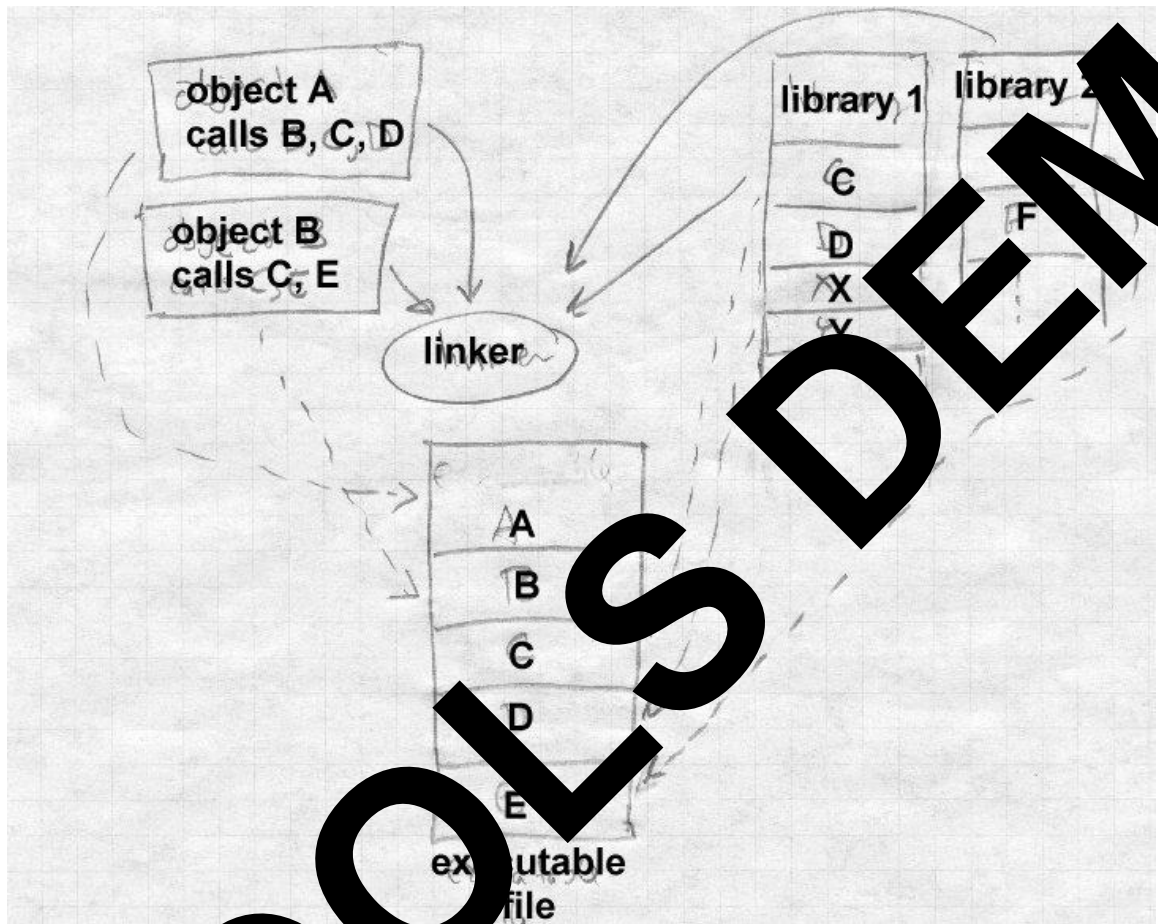 object A
calls B, C, D
object B
calls C, E
linker
library 1
C
D
X
Y
library 2
F
A
B
C
D
E
executable
file
OLS DEM